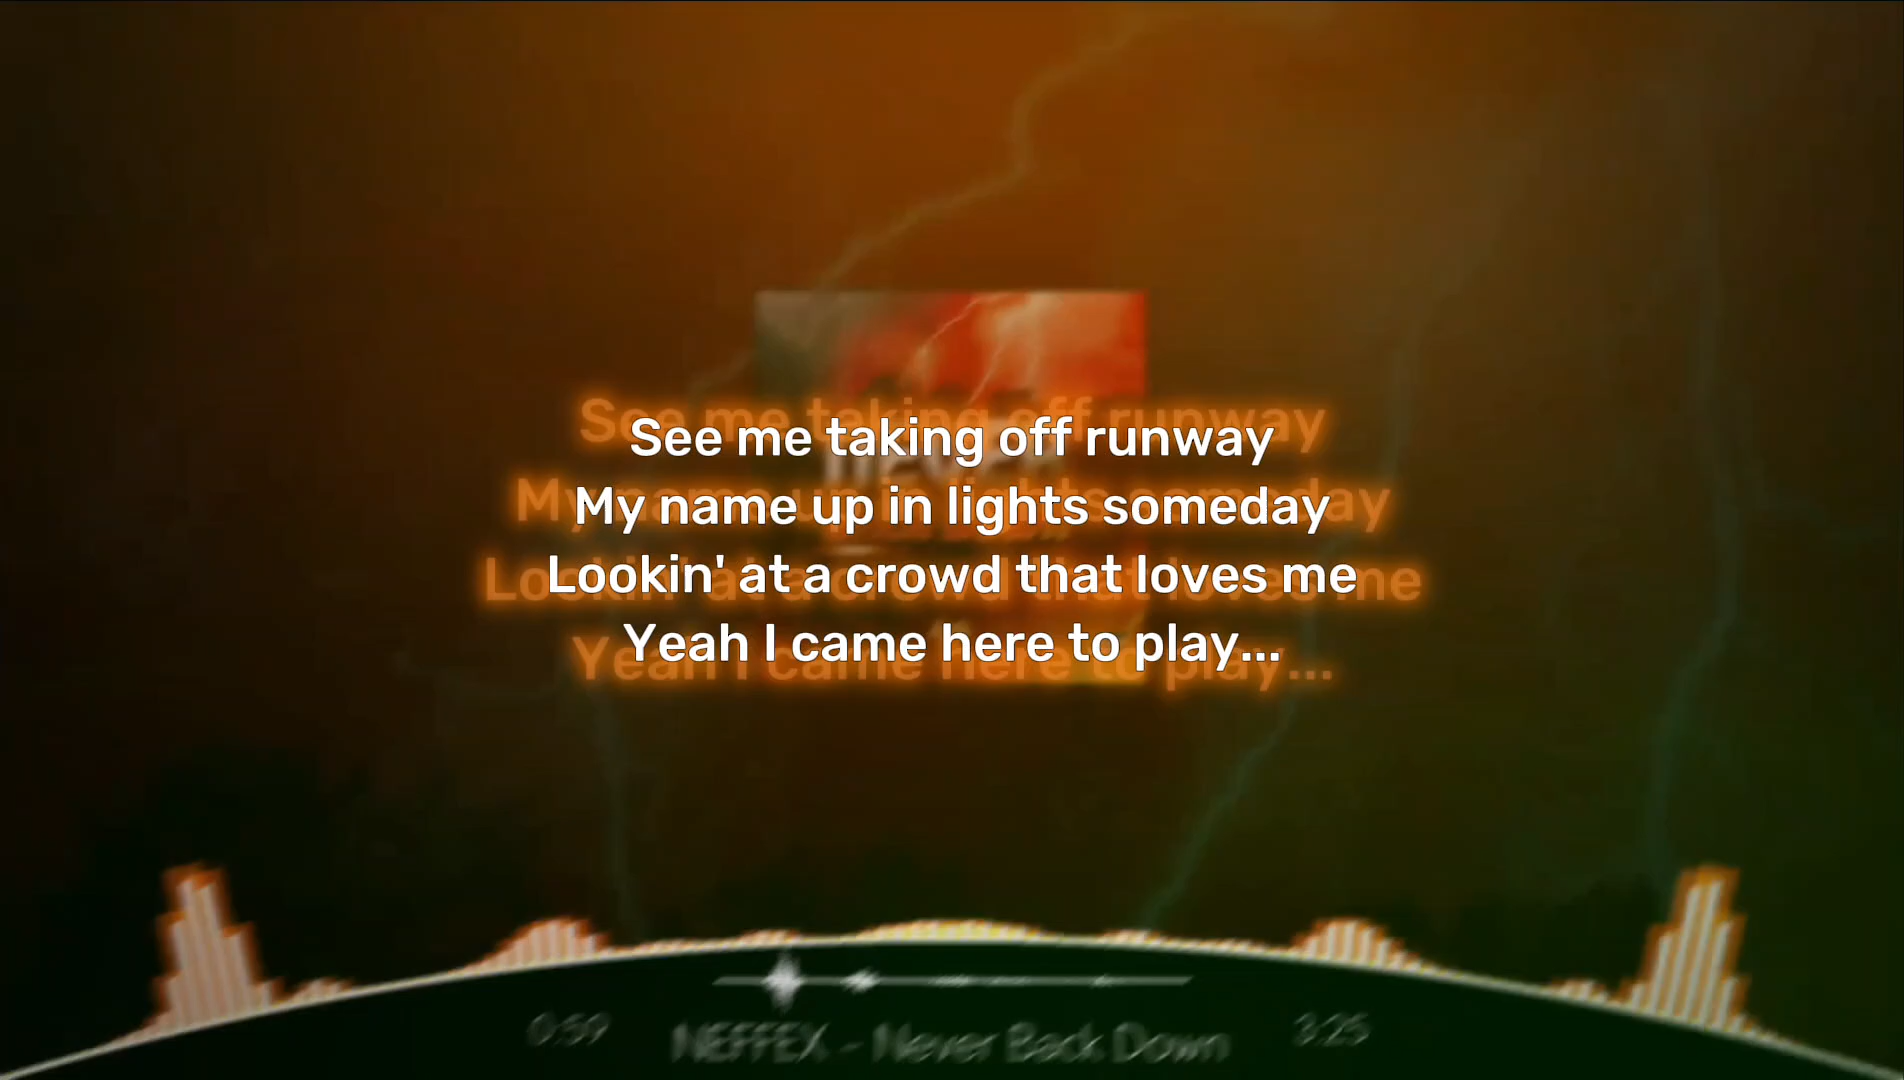 See me taking off runway
My name up in lights someday
Lookin' at a crowd that loves me
Yeah I came here to play...
0:59
3:25
NEFFEX - Never Back Down